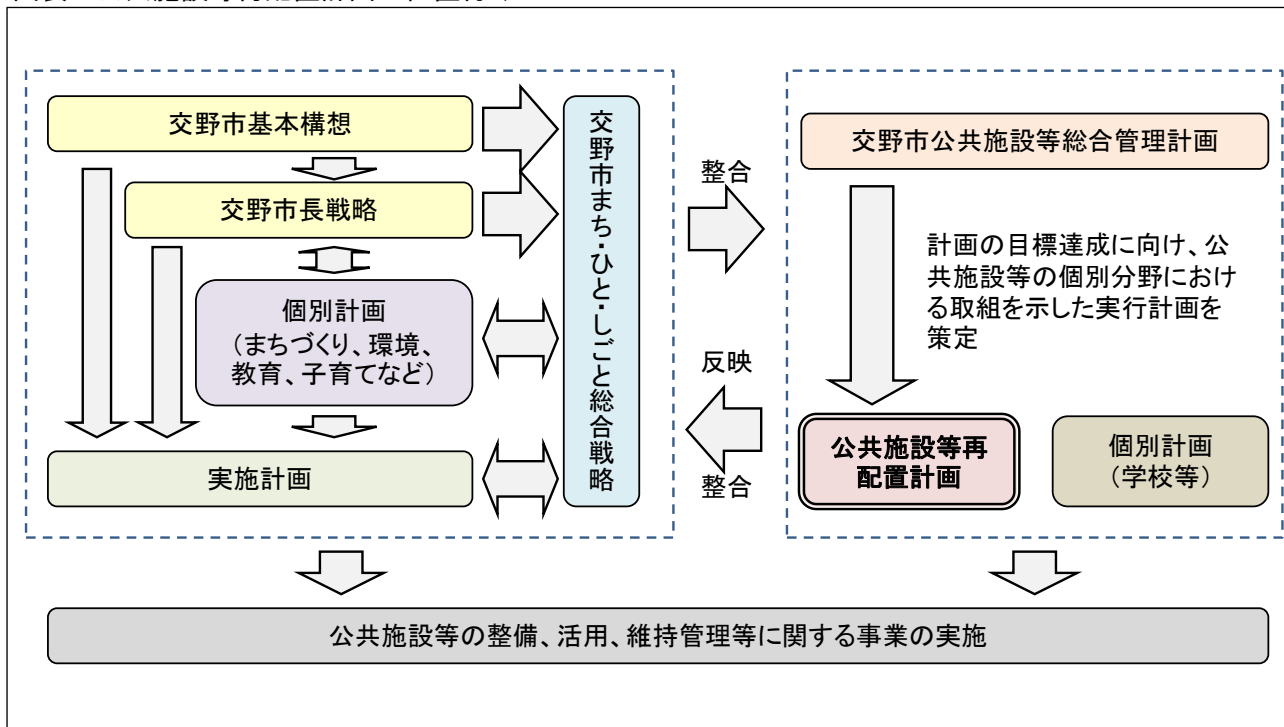 交野市基本構想
交野市長戦略
個別計画
(まちづくり、環境、
教育、子育てなど)
実施計画
交野市まち・ひと・しごと総合戦略
整合
反映
整合
交野市公共施設等総合管理計画
計画の目標達成に向け、公
共施設等の個別分野におけ
る取組を示した実行計画を
策定
公共施設等再
配置計画
個別計画
(学校等)
公共施設等の整備、活用、維持管理等に関する事業の実施